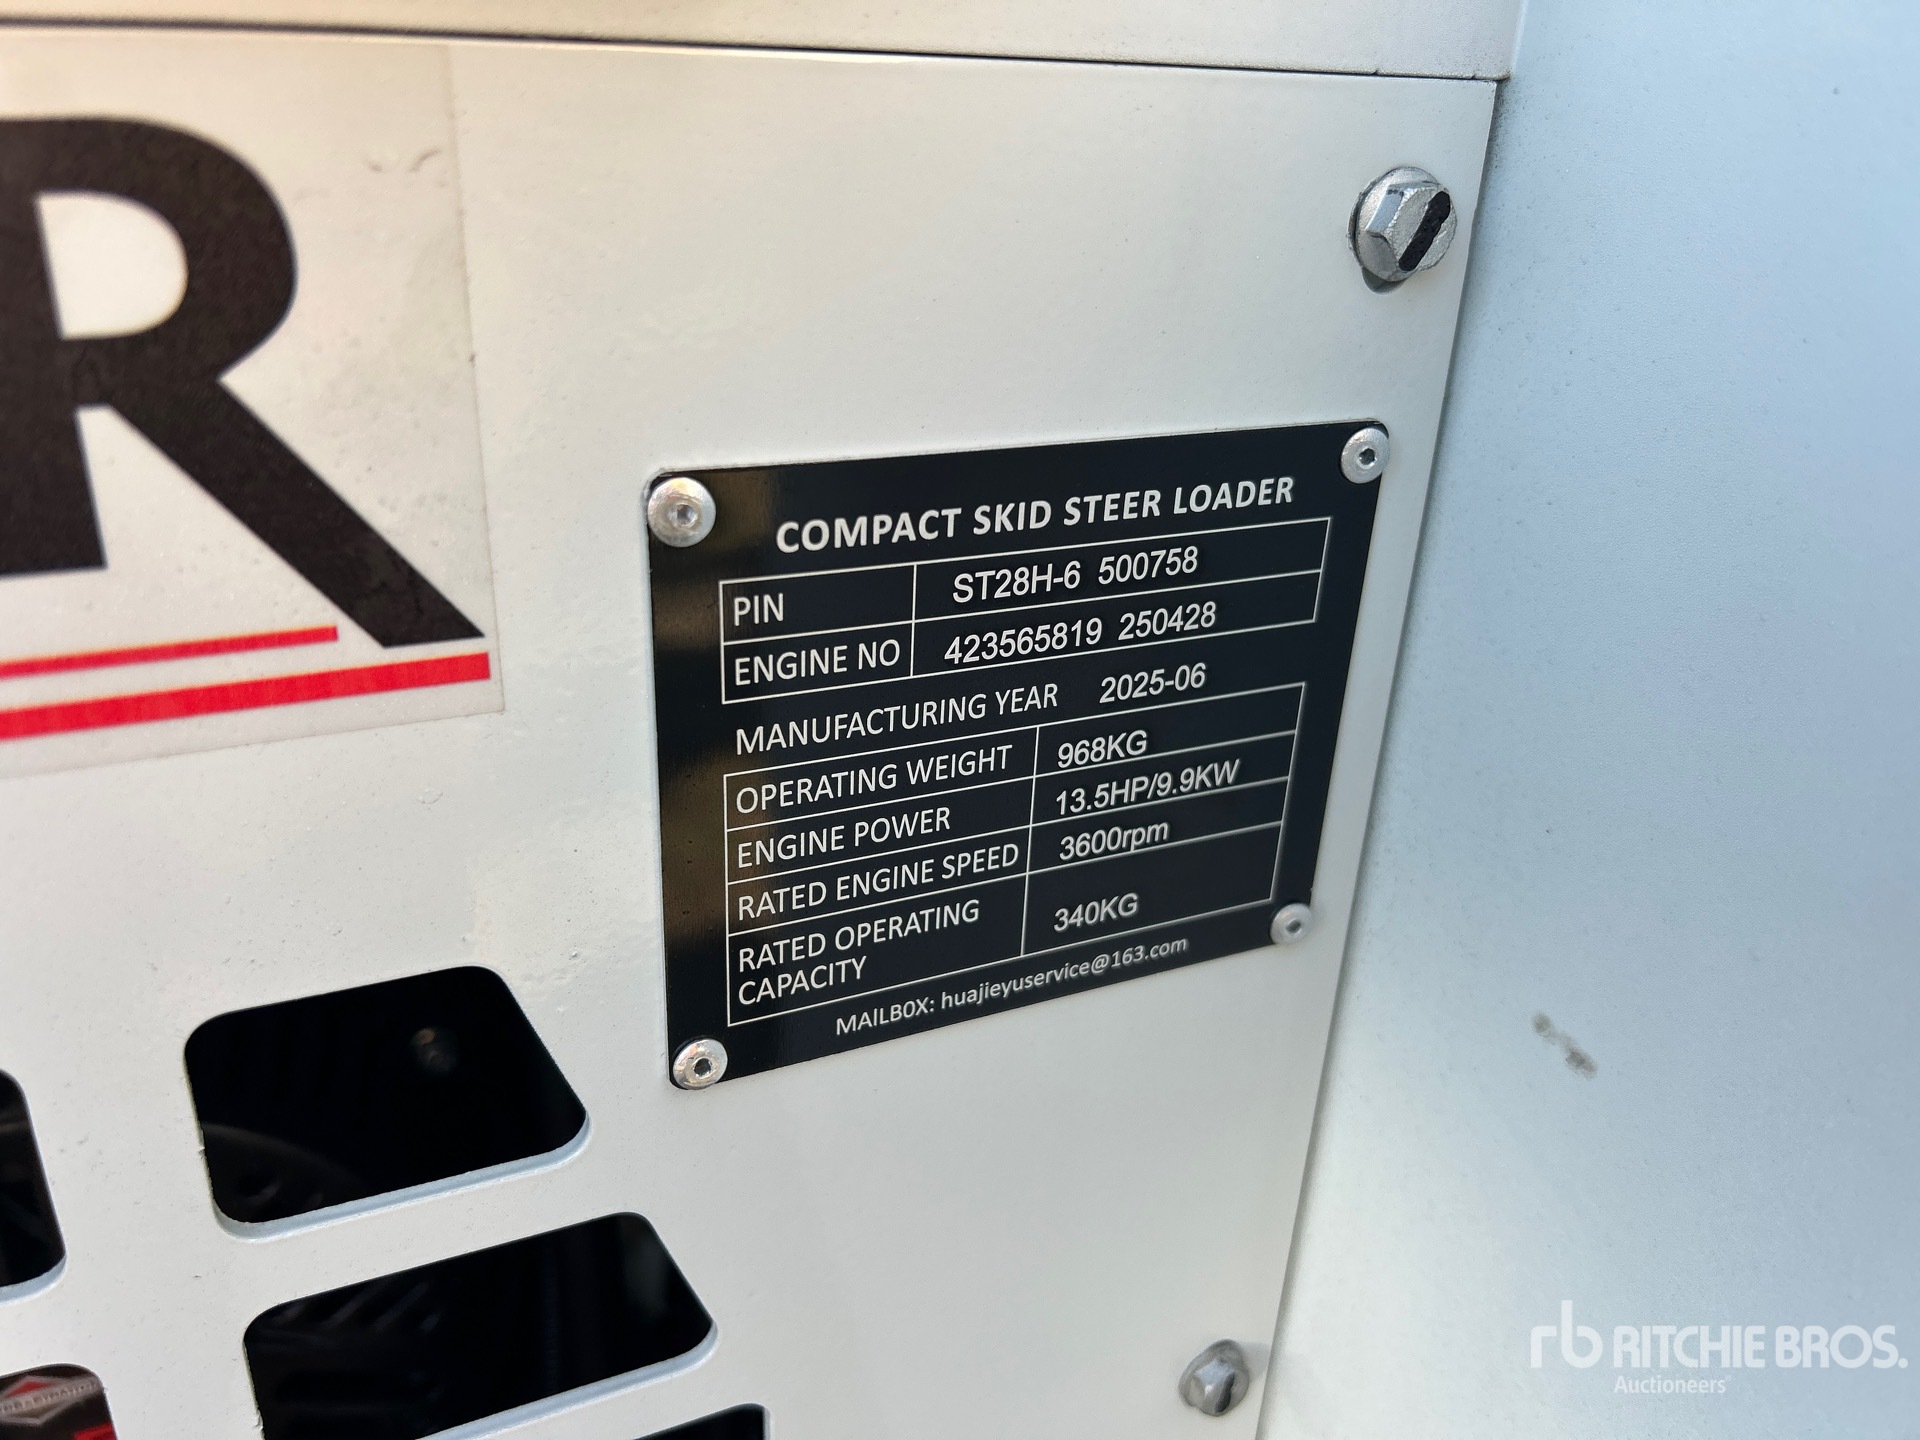 R
COMPACT SKID STEER LOADER
PIN ST28H-6 500758
ENGINE NO 423565819 250428
MANUFACTURING YEAR 2025-06
OPERATING WEIGHT 968KG
ENGINE POWER 13.5HP/9.9KW
RATED ENGINE SPEED 3600rpm
RATED OPERATING CAPACITY 340KG
MAILBOX: huajieyuservice@163.com
rb RITCHIE BROS.
Auctioneers